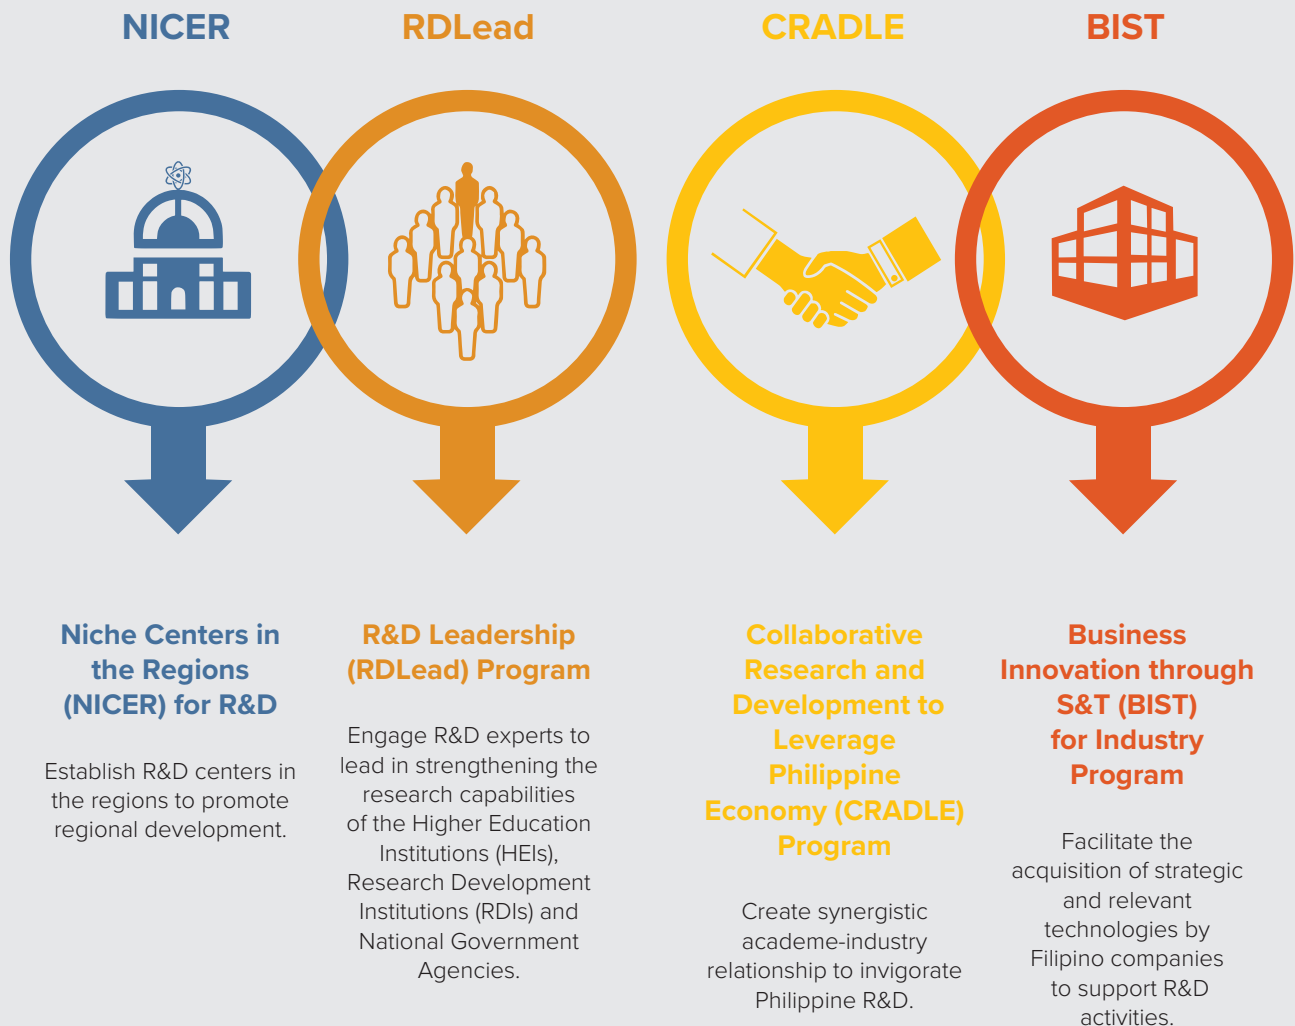 NICER
RDLead
CRADLE
BIST
Niche Centers in
the Regions
(NICER) for R&D
Establish R&D centers in
the regions to promote
regional development.
R&D Leadership
(RDLead) Program
Engage R&D experts to
lead in strengthening the
research capabilities
of the Higher Education
Institutions (HEIs),
Research Development
Institutions (RDIs) and
National Government
Agencies.
Collaborative
Research and
Development to
Leverage
Philippine
Economy (CRADLE)
Program
Create synergistic
academe-industry
relationship to invigorate
Philippine R&D.
Business
Innovation through
S&T (BIST)
for Industry
Program
Facilitate the
acquisition of strategic
and relevant
technologies by
Filipino companies
to support R&D
activities.